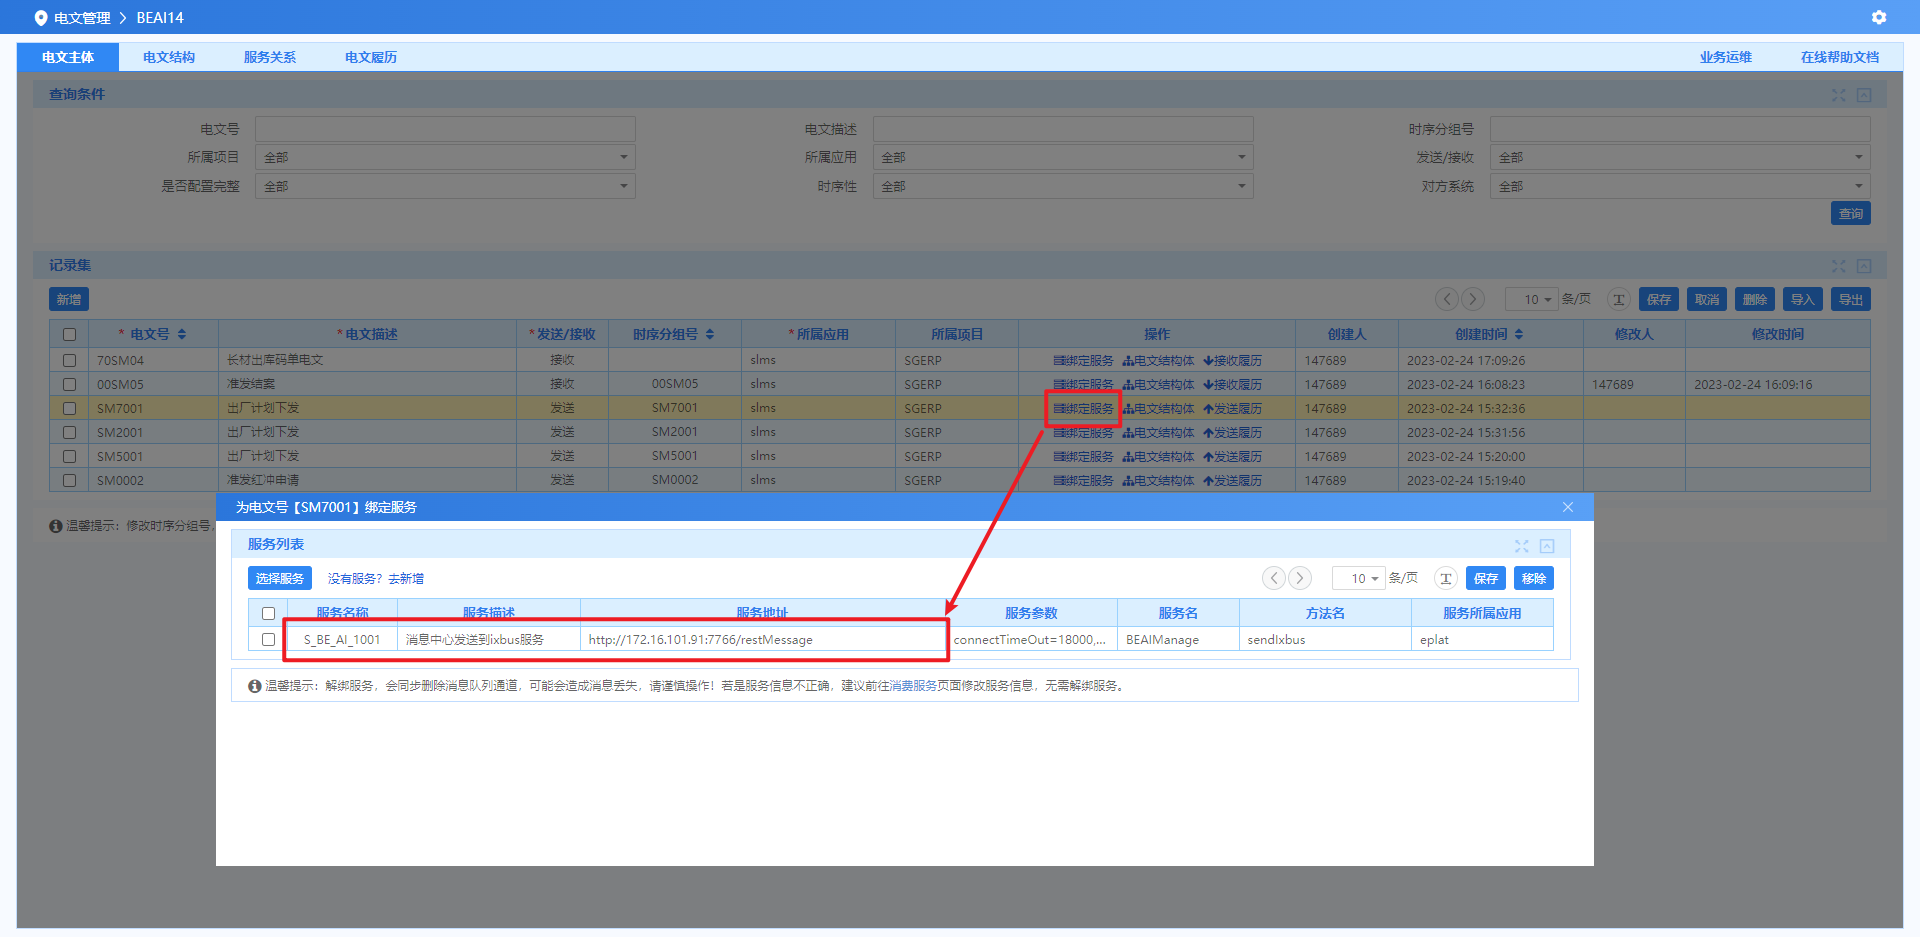 电文管理 > BEAI14
电文主体 电文结构 服务关系 电文履历 业务运维 在线帮助文档
查询条件
电文号 电文描述 时序分组号
所属项目 全部 所属应用 全部 发送/接收 全部
是否配置完整 全部 时序性 全部 对方系统 全部
查询
记录集
新增 10 条/页 T 保存 取消 删除 导入 导出
* 电文号 *电文描述 *发送/接收 时序分组号 *所属应用 所属项目 操作 创建人 创建时间 修改人 修改时间
70SM04 长材出库码单电文 接收 slms SGERP 绑定服务 电文结构体 接收履历 147689 2023-02-24 17:09:26
00SM05 准发结案 接收 00SM05 slms SGERP 绑定服务 电文结构体 接收履历 147689 2023-02-24 16:08:23 147689 2023-02-24 16:09:16
SM7001 出厂计划下发 发送 SM7001 slms SGERP 绑定服务 电文结构体 发送履历 147689 2023-02-24 15:32:36
SM2001 出厂计划下发 发送 SM2001 slms SGERP 绑定服务 电文结构体 发送履历 147689 2023-02-24 15:31:56
SM5001 出厂计划下发 发送 SM5001 slms SGERP 绑定服务 电文结构体 发送履历 147689 2023-02-24 15:20:00
SM0002 准发红冲申请 发送 SM0002 slms SGERP 绑定服务 电文结构体 发送履历 147689 2023-02-24 15:19:40
温馨提示：修改时序分组号,
为电文号【SM7001】绑定服务
服务列表
选择服务 没有服务？去新增 10 条/页 T 保存 移除
服务名称 服务描述 服务地址 服务参数 服务名 方法名 服务所属应用
S_BE_AI_1001 消息中心发送到ixbus服务 http://172.16.101.91:7766/restMessage connectTimeOut=18000,... BEAIManage sendIxbus eplat
温馨提示：解绑服务，会同步删除消息队列通道，可能会造成消息丢失，请谨慎操作！若是服务信息不正确，建议前往消费服务页面修改服务信息，无需解绑服务。